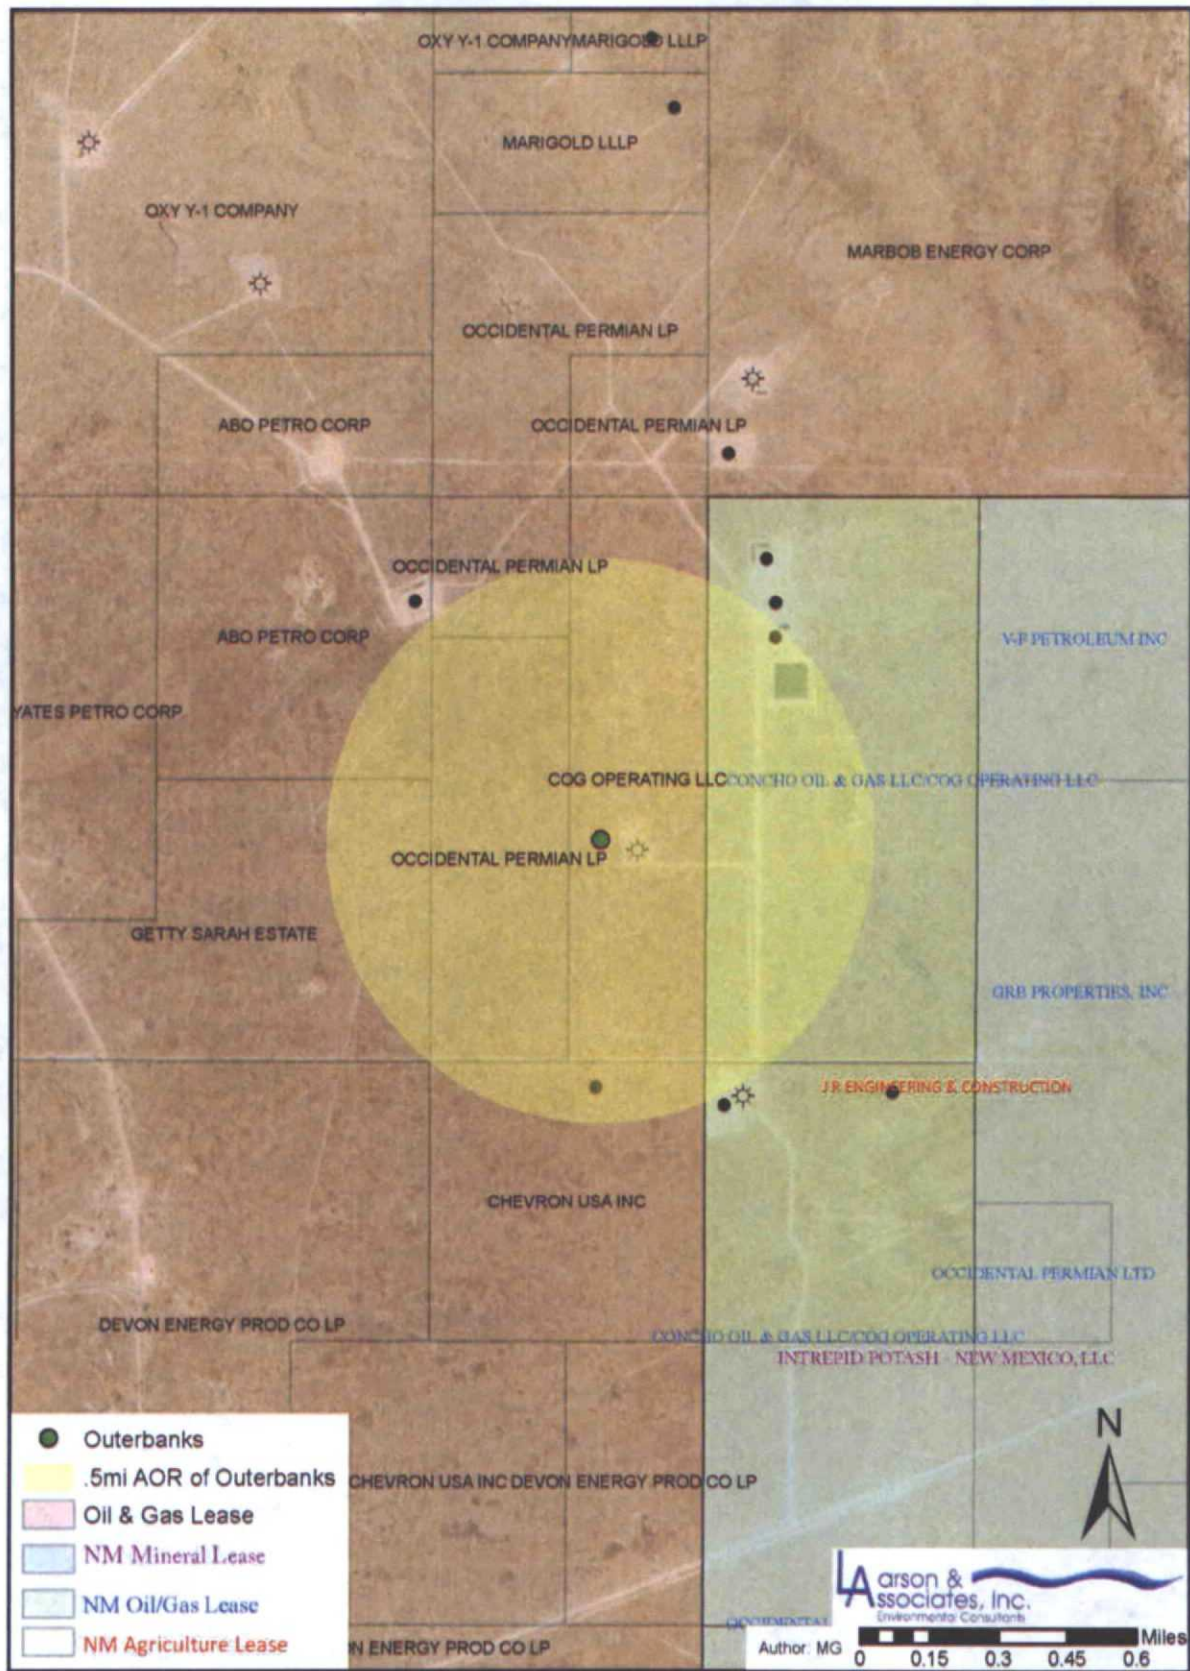 OXY Y-1 COMPANY MARIGOLD LLLP
MARIGOLD LLLP
OXY Y-1 COMPANY
MARBOB ENERGY CORP
OCCIDENTAL PERMIAN LP
ABO PETRO CORP
OCCIDENTAL PERMIAN LP
OCCIDENTAL PERMIAN LP
ABO PETRO CORP
V-F PETROLEUM INC
YATES PETRO CORP
COG OPERATING LLC
CONCHO OIL & GAS LLC/COG OPERATING LLC
OCCIDENTAL PERMIAN LP
GETTY SARAH ESTATE
GRB PROPERTIES, INC
J R ENGINEERING & CONSTRUCTION
CHEVRON USA INC
OCCIDENTAL PERMIAN LTD
DEVON ENERGY PROD CO LP
CONCHO OIL & GAS LLC/COG OPERATING LLC
INTREPID POTASH - NEW MEXICO, LLC
N
Outerbanks
.5mi AOR of Outerbanks
Oil & Gas Lease
NM Mineral Lease
NM Oil/Gas Lease
NM Agriculture Lease
CHEVRON USA INC
DEVON ENERGY PROD CO LP
Larson &
Associates, Inc.
Environmental Consultants
OCCIDENTAL
ENERGY PROD CO LP
Author: MG
Miles
0 0.15 0.3 0.45 0.6